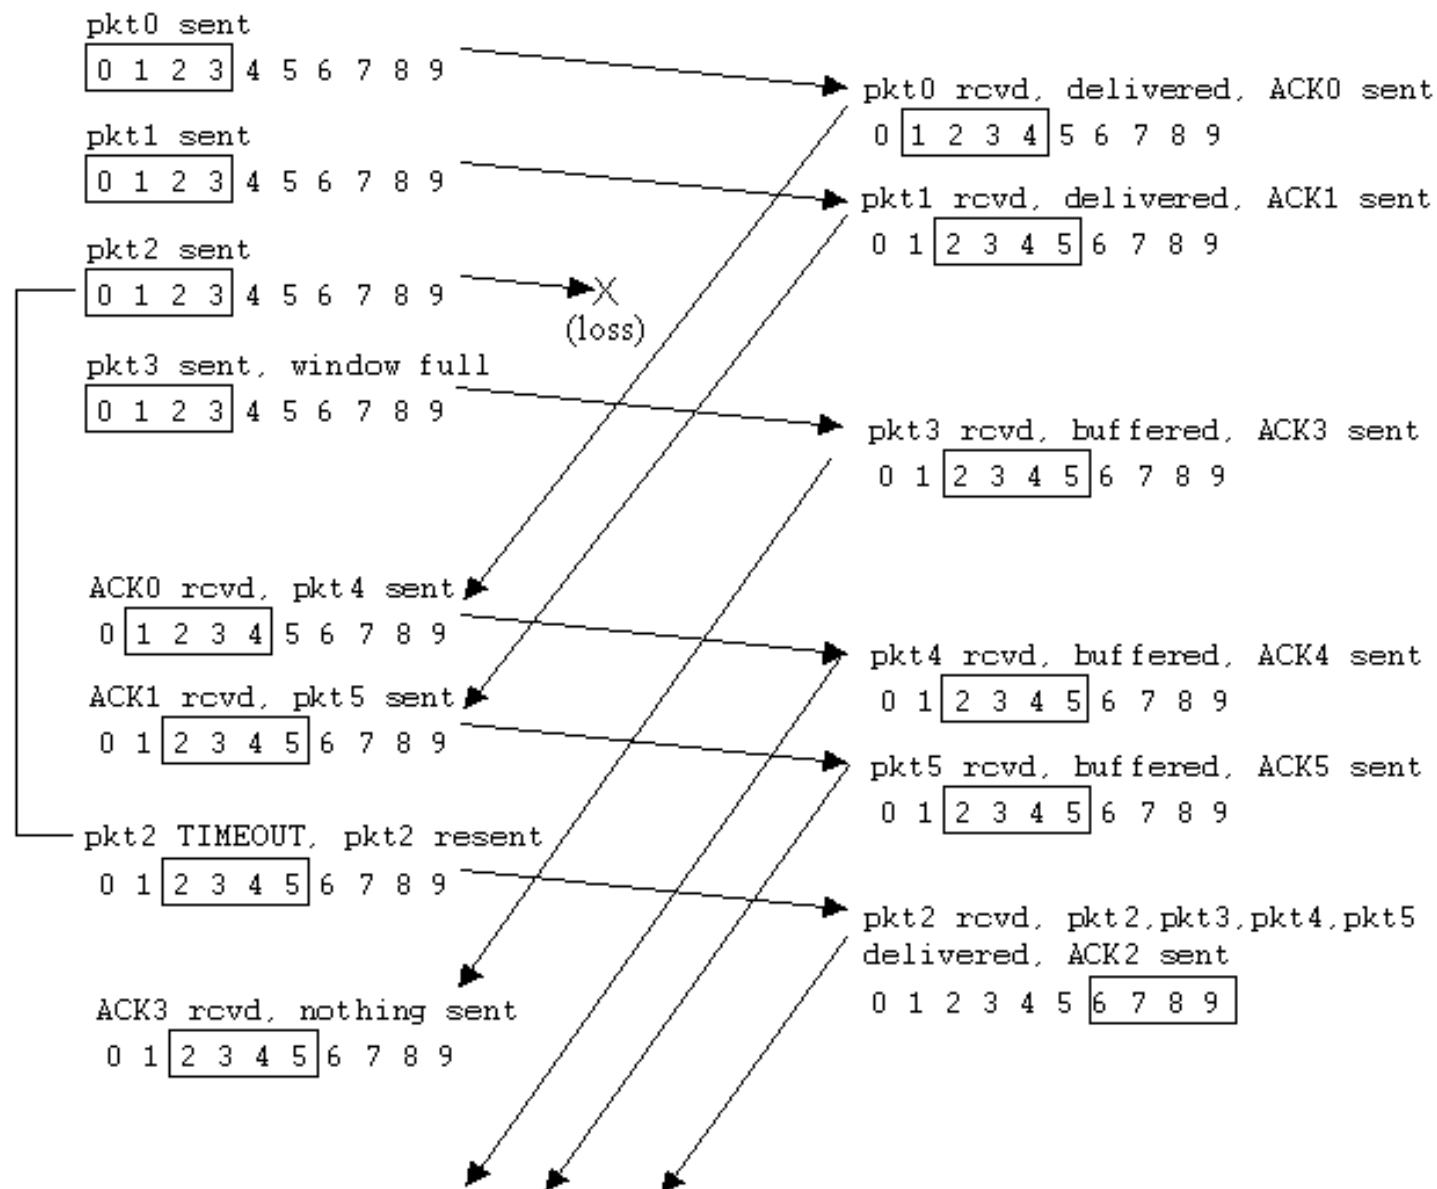 pkt0 sent
0 1 2 3 4 5 6 7 8 9
pkt1 sent
0 1 2 3 4 5 6 7 8 9
pkt2 sent
0 1 2 3 4 5 6 7 8 9
(loss)
pkt3 sent, window full
0 1 2 3 4 5 6 7 8 9
ACK0 rcvd, pkt4 sent
0 1 2 3 4 5 6 7 8 9
ACK1 rcvd, pkt5 sent
0 1 2 3 4 5 6 7 8 9
pkt2 TIMEOUT, pkt2 resent
0 1 2 3 4 5 6 7 8 9
ACK3 rcvd, nothing sent
0 1 2 3 4 5 6 7 8 9
pkt0 rcvd, delivered, ACK0 sent
0 1 2 3 4 5 6 7 8 9
pkt1 rcvd, delivered, ACK1 sent
0 1 2 3 4 5 6 7 8 9
pkt3 rcvd, buffered, ACK3 sent
0 1 2 3 4 5 6 7 8 9
pkt4 rcvd, buffered, ACK4 sent
0 1 2 3 4 5 6 7 8 9
pkt5 rcvd, buffered, ACK5 sent
0 1 2 3 4 5 6 7 8 9
pkt2 rcvd, pkt2,pkt3,pkt4,pkt5
delivered, ACK2 sent
0 1 2 3 4 5 6 7 8 9